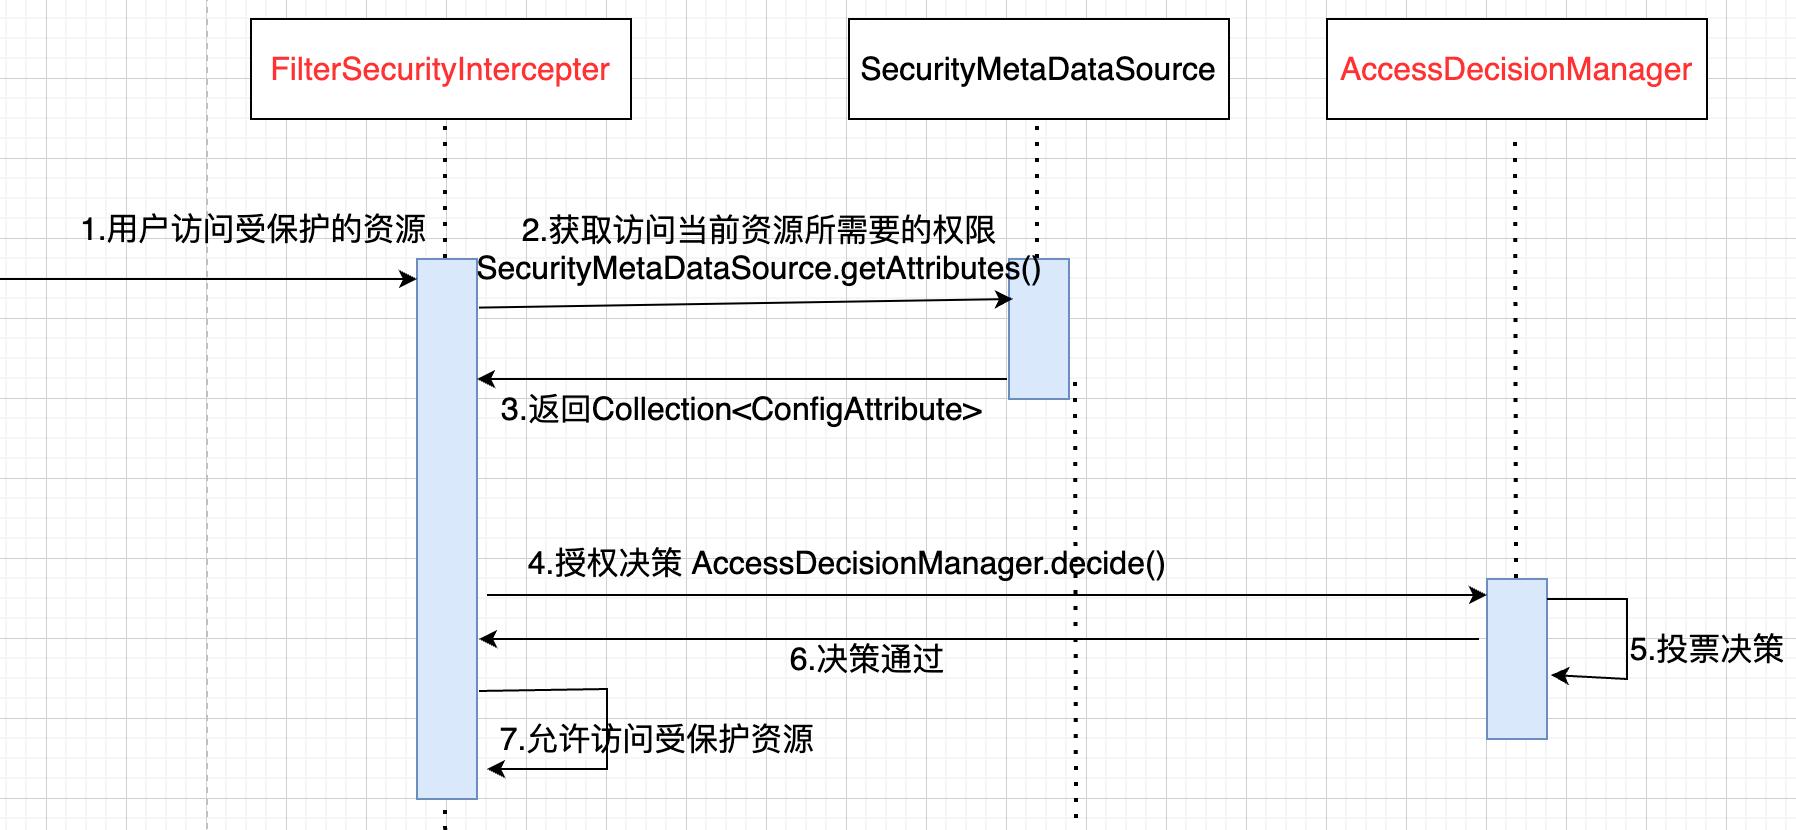 FilterSecurityIntercepter
SecurityMetaDataSource
AccessDecisionManager
1.用户访问受保护的资源
2.获取访问当前资源所需要的权限
SecurityMetaDataSource.getAttributes()
3.返回Collection<ConfigAttribute>
4.授权决策 AccessDecisionManager.decide()
5.投票决策
6.决策通过
7.允许访问受保护资源